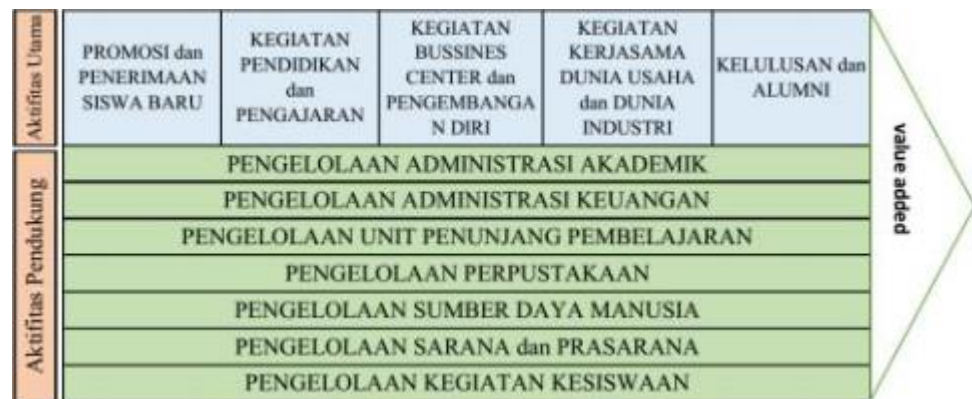 Aktifitas Utama
PROMOSI dan
PENERIMAAN
SISWA BARU
KEGIATAN
PENDIDIKAN
dan
PENGAJARAN
KEGIATAN
BUSSINES
CENTER dan
PENGEMBANGA
N DIRI
KEGIATAN
KERJASAMA
DUNIA USAHA
dan DUNIA
INDUSTRI
KELULUSAN dan
ALUMNI
Aktifitas Pendukung
PENGELOLAAN ADMINISTRASI AKADEMIK
PENGELOLAAN ADMINISTRASI KEUANGAN
PENGELOLAAN UNIT PENUNJANG PEMBELAJARAN
PENGELOLAAN PERPUSTAKAAN
PENGELOLAAN SUMBER DAYA MANUSIA
PENGELOLAAN SARANA dan PRASARANA
PENGELOLAAN KEGIATAN KESISWAAN
value added